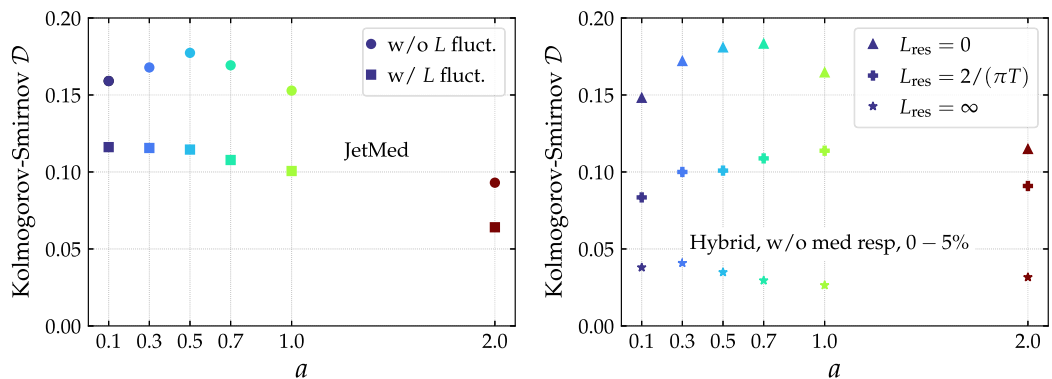 Kolmogorov-Smirnov 𝒟
0.20
0.15
0.10
0.05
0.00
w/o L fluct.
w/ L fluct.
JetMed
0.1 0.3 0.5 0.7 1.0 2.0
a
Kolmogorov-Smirnov 𝒟
0.20
0.15
0.10
0.05
0.00
L_res = 0
L_res = 2/(πT)
L_res = ∞
Hybrid, w/o med resp, 0 − 5%
0.1 0.3 0.5 0.7 1.0 2.0
a